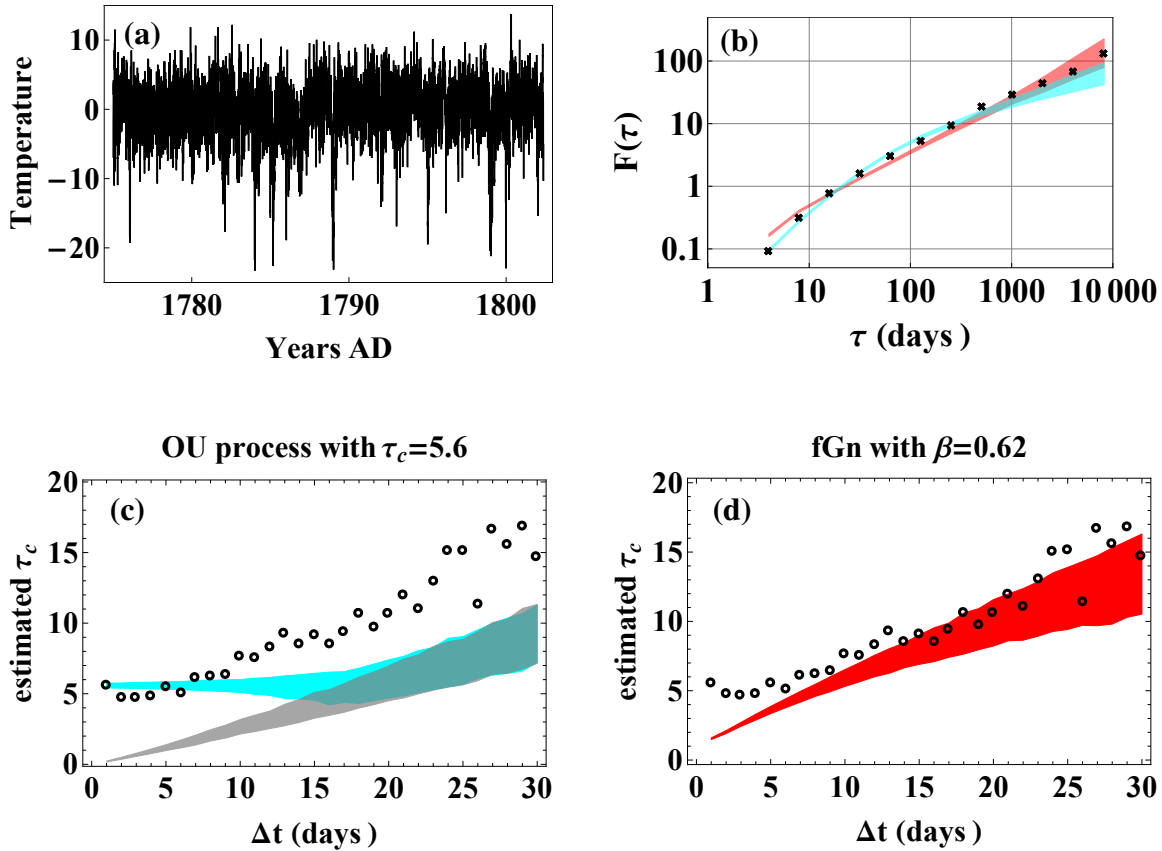 (a)
Temperature
10
0
−10
−20
1780
1790
1800
Years AD
(b)
F(τ)
100
10
1
0.1
1
10
100
1000
10 000
τ (days )
OU process with τc=5.6
(c)
estimated τc
20
15
10
5
0
0
5
10
15
20
25
30
Δt (days )
fGn with β=0.62
(d)
estimated τc
20
15
10
5
0
0
5
10
15
20
25
30
Δt (days )